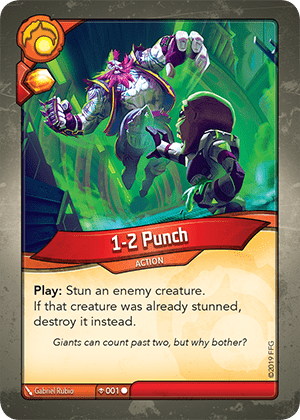 1-2 Punch
ACTION
Play: Stun an enemy creature.
If that creature was already stunned,
destroy it instead.
Giants can count past two, but why bother?
Gabriel Rubio
001
©2019 FFG